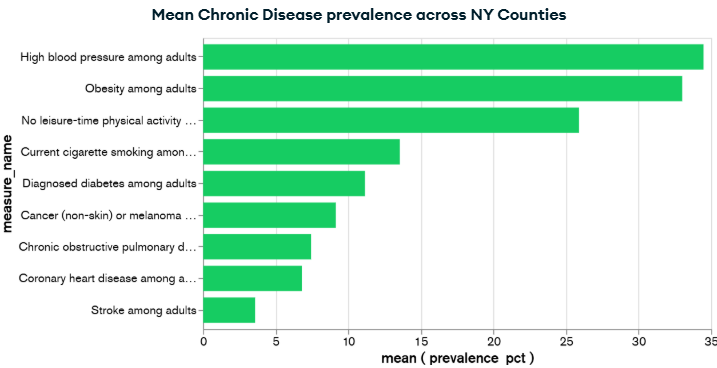 Mean Chronic Disease prevalence across NY Counties
High blood pressure among adults
Obesity among adults
No leisure-time physical activity ...
Current cigarette smoking amon...
Diagnosed diabetes among adults
Cancer (non-skin) or melanoma ...
Chronic obstructive pulmonary d...
Coronary heart disease among a...
Stroke among adults
measure_name
0 5 10 15 20 25 30 35
mean ( prevalence pct )